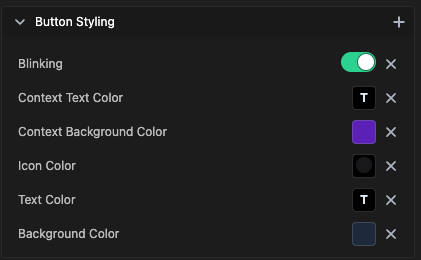 Button Styling
Blinking
Context Text Color T
Context Background Color
Icon Color
Text Color T
Background Color